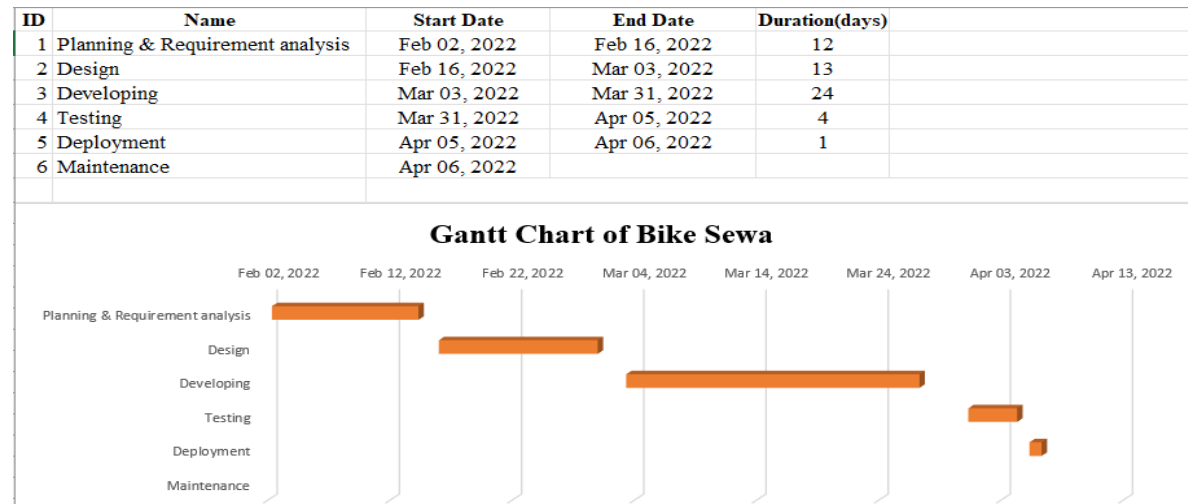 ID Name Start Date End Date Duration(days)
1 Planning & Requirement analysis Feb 02, 2022 Feb 16, 2022 12
2 Design Feb 16, 2022 Mar 03, 2022 13
3 Developing Mar 03, 2022 Mar 31, 2022 24
4 Testing Mar 31, 2022 Apr 05, 2022 4
5 Deployment Apr 05, 2022 Apr 06, 2022 1
6 Maintenance Apr 06, 2022
Gantt Chart of Bike Sewa
Feb 02, 2022 Feb 12, 2022 Feb 22, 2022 Mar 04, 2022 Mar 14, 2022 Mar 24, 2022 Apr 03, 2022 Apr 13, 2022
Planning & Requirement analysis
Design
Developing
Testing
Deployment
Maintenance